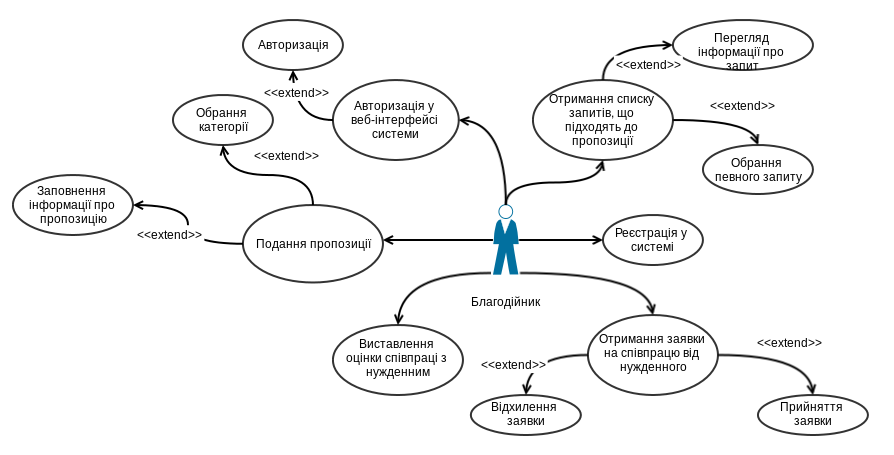 Авторизація
<<extend>>
Авторизація у
веб-інтерфейсі
системи
Обрання
категорії
<<extend>>
Заповнення
інформації про
пропозицію
<<extend>>
Подання пропозиції
Перегляд
інформації про
запит
<<extend>>
Отримання списку
запитів, що
підходять до
пропозиції
<<extend>>
Обрання
певного запиту
Реєстрація у
системі
Благодійник
Виставлення
оцінки співпраці з
нужденним
Отримання заявки
на співпрацю від
нужденного
<<extend>>
<<extend>>
Відхилення
заявки
Прийняття
заявки